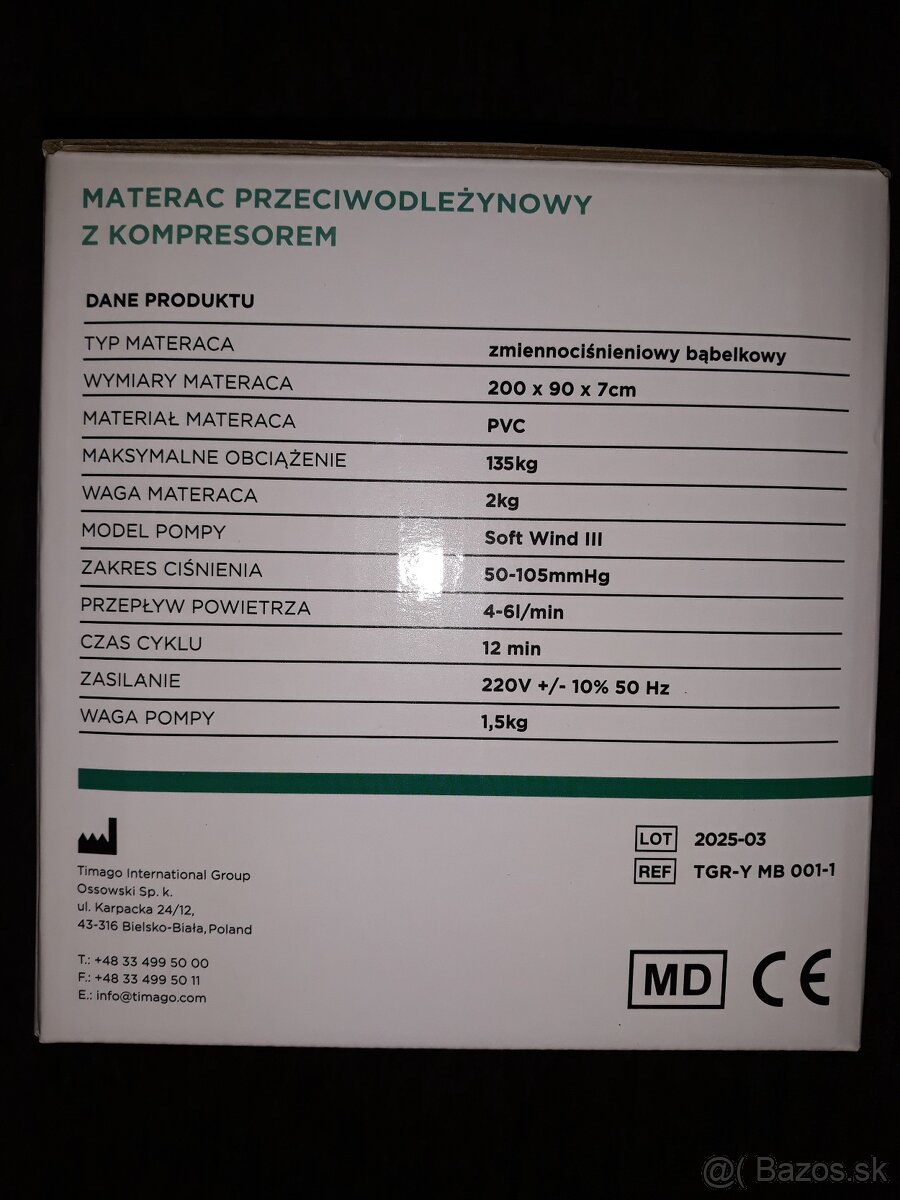 MATERAC PRZECIWODLEŻYNOWY
Z KOMPRESOREM
DANE PRODUKTU
TYP MATERACA zmiennociśnieniowy bąbelkowy
WYMIARY MATERACA 200 x 90 x 7cm
MATERIAŁ MATERACA PVC
MAKSYMALNE OBCIĄŻENIE 135kg
WAGA MATERACA 2kg
MODEL POMPY Soft Wind III
ZAKRES CIŚNIENIA 50-105mmHg
PRZEPŁYW POWIETRZA 4-6l/min
CZAS CYKLU 12 min
ZASILANIE 220V +/- 10% 50 Hz
WAGA POMPY 1,5kg
Timago International Group
Ossowski Sp. k.
ul. Karpacka 24/12,
43-316 Bielsko-Biała, Poland
T.: +48 33 499 50 00
F.: +48 33 499 50 11
E.: info@timago.com
LOT 2025-03
REF TGR-Y MB 001-1
MD CE
@( Bazos.sk